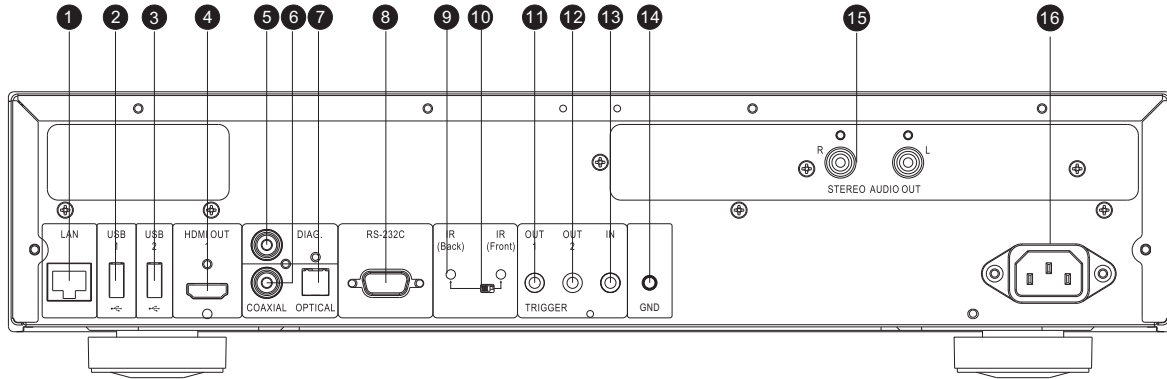 1 2 3 4 5 6 7 8 9 10 11 12 13 14 15 16
R L
STEREO AUDIO OUT
LAN USB 1 USB 2 HDMI OUT 1 DIAG. RS-232C IR (Back) IR (Front) OUT 1 OUT 2 IN
COAXIAL OPTICAL TRIGGER GND